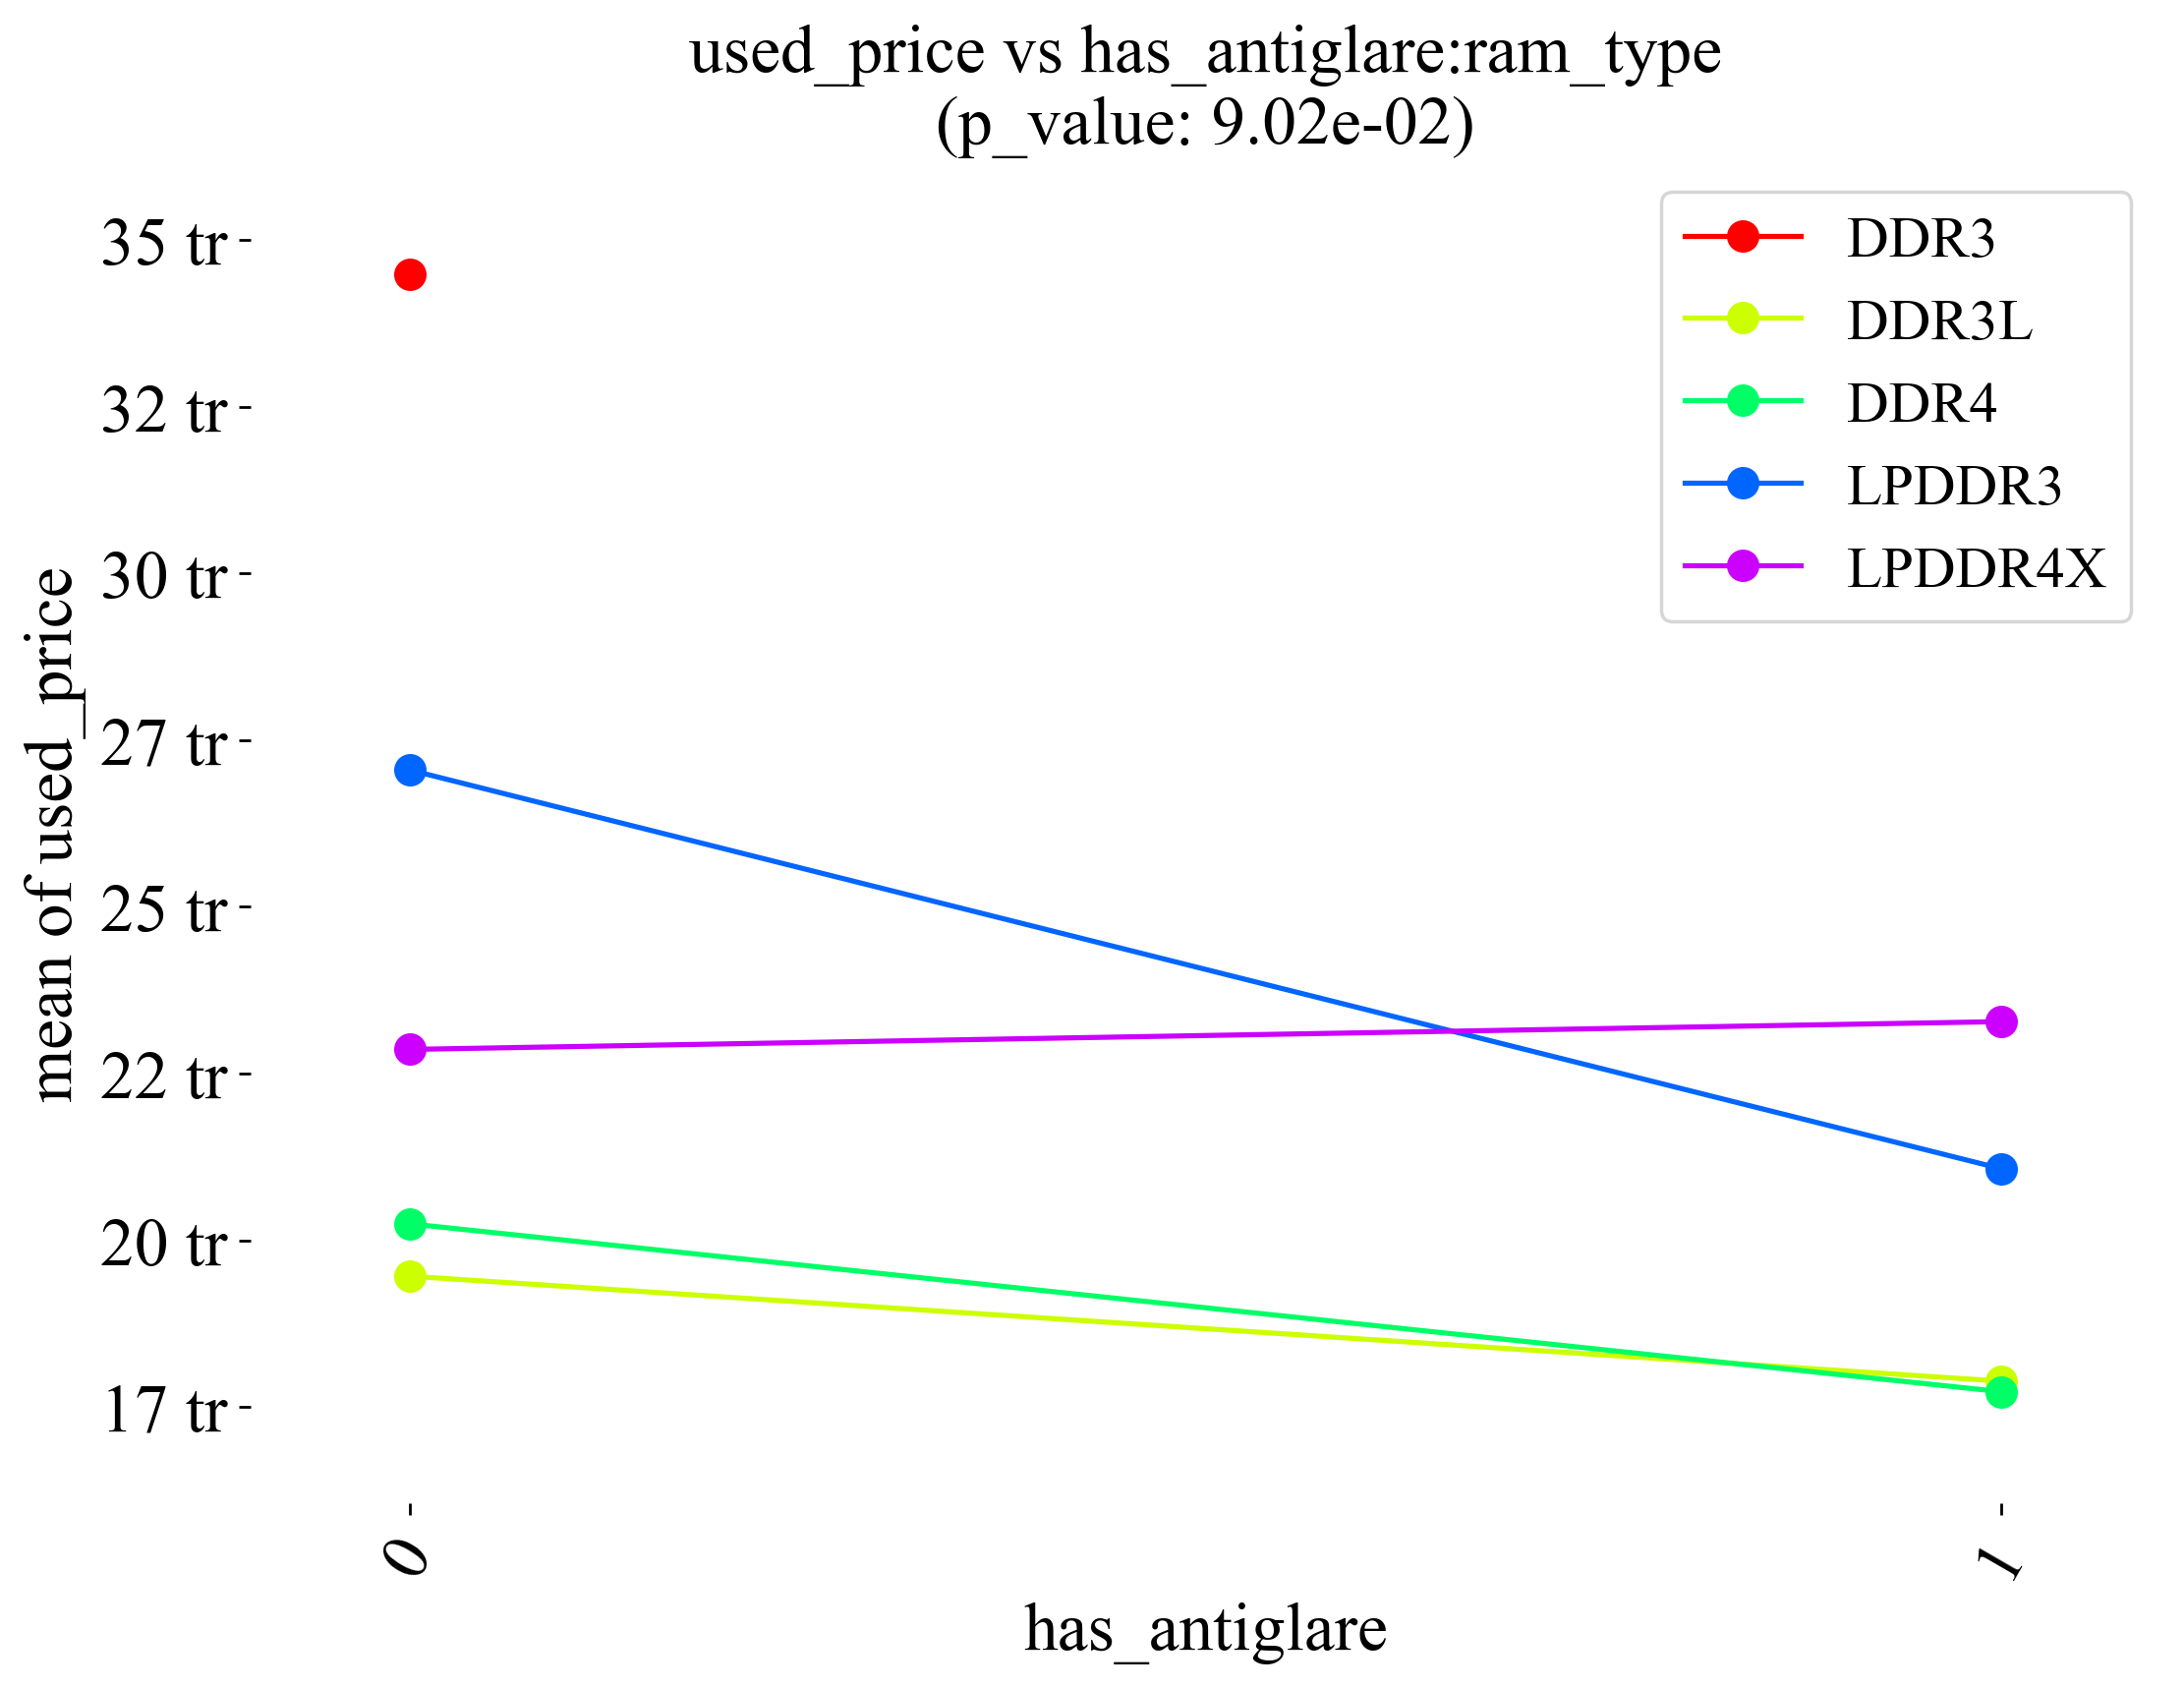 used_price vs has_antiglare:ram_type
(p_value: 9.02e-02)
DDR3
DDR3L
DDR4
LPDDR3
LPDDR4X
35 tr
32 tr
30 tr
27 tr
25 tr
22 tr
20 tr
17 tr
mean of used_price
0
1
has_antiglare